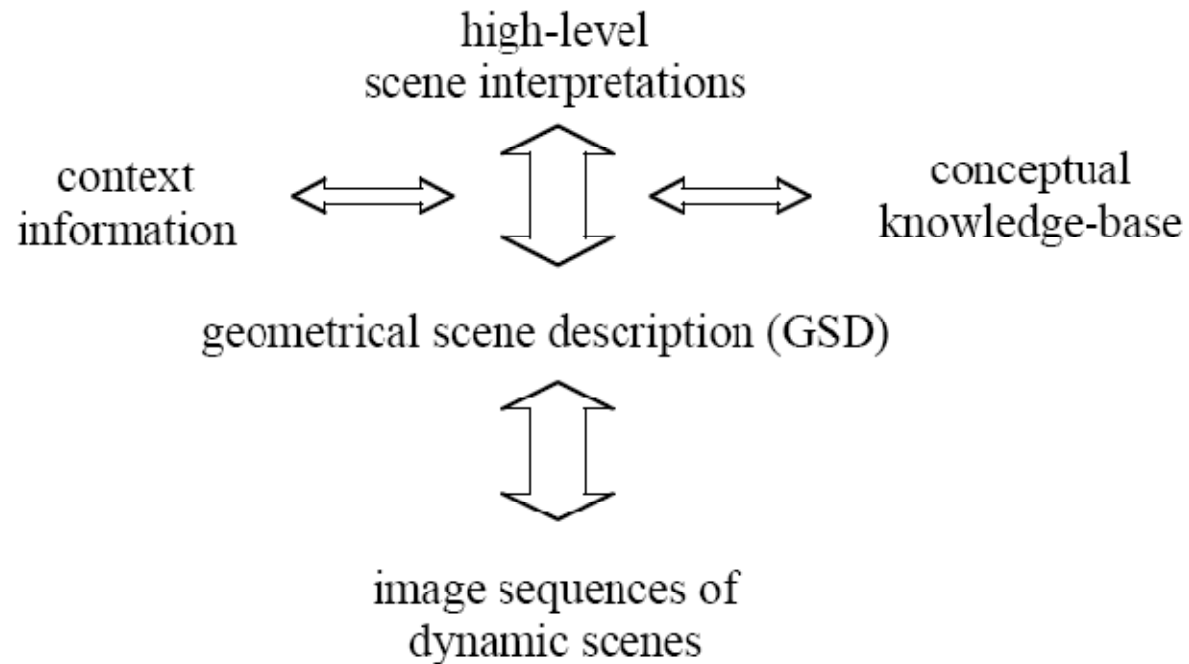 high-level
scene interpretations
context
information
conceptual
knowledge-base
geometrical scene description (GSD)
image sequences of
dynamic scenes